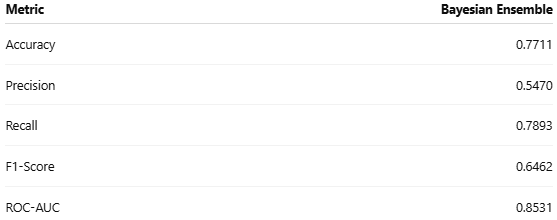 Metric Bayesian Ensemble
Accuracy 0.7711
Precision 0.5470
Recall 0.7893
F1-Score 0.6462
ROC-AUC 0.8531